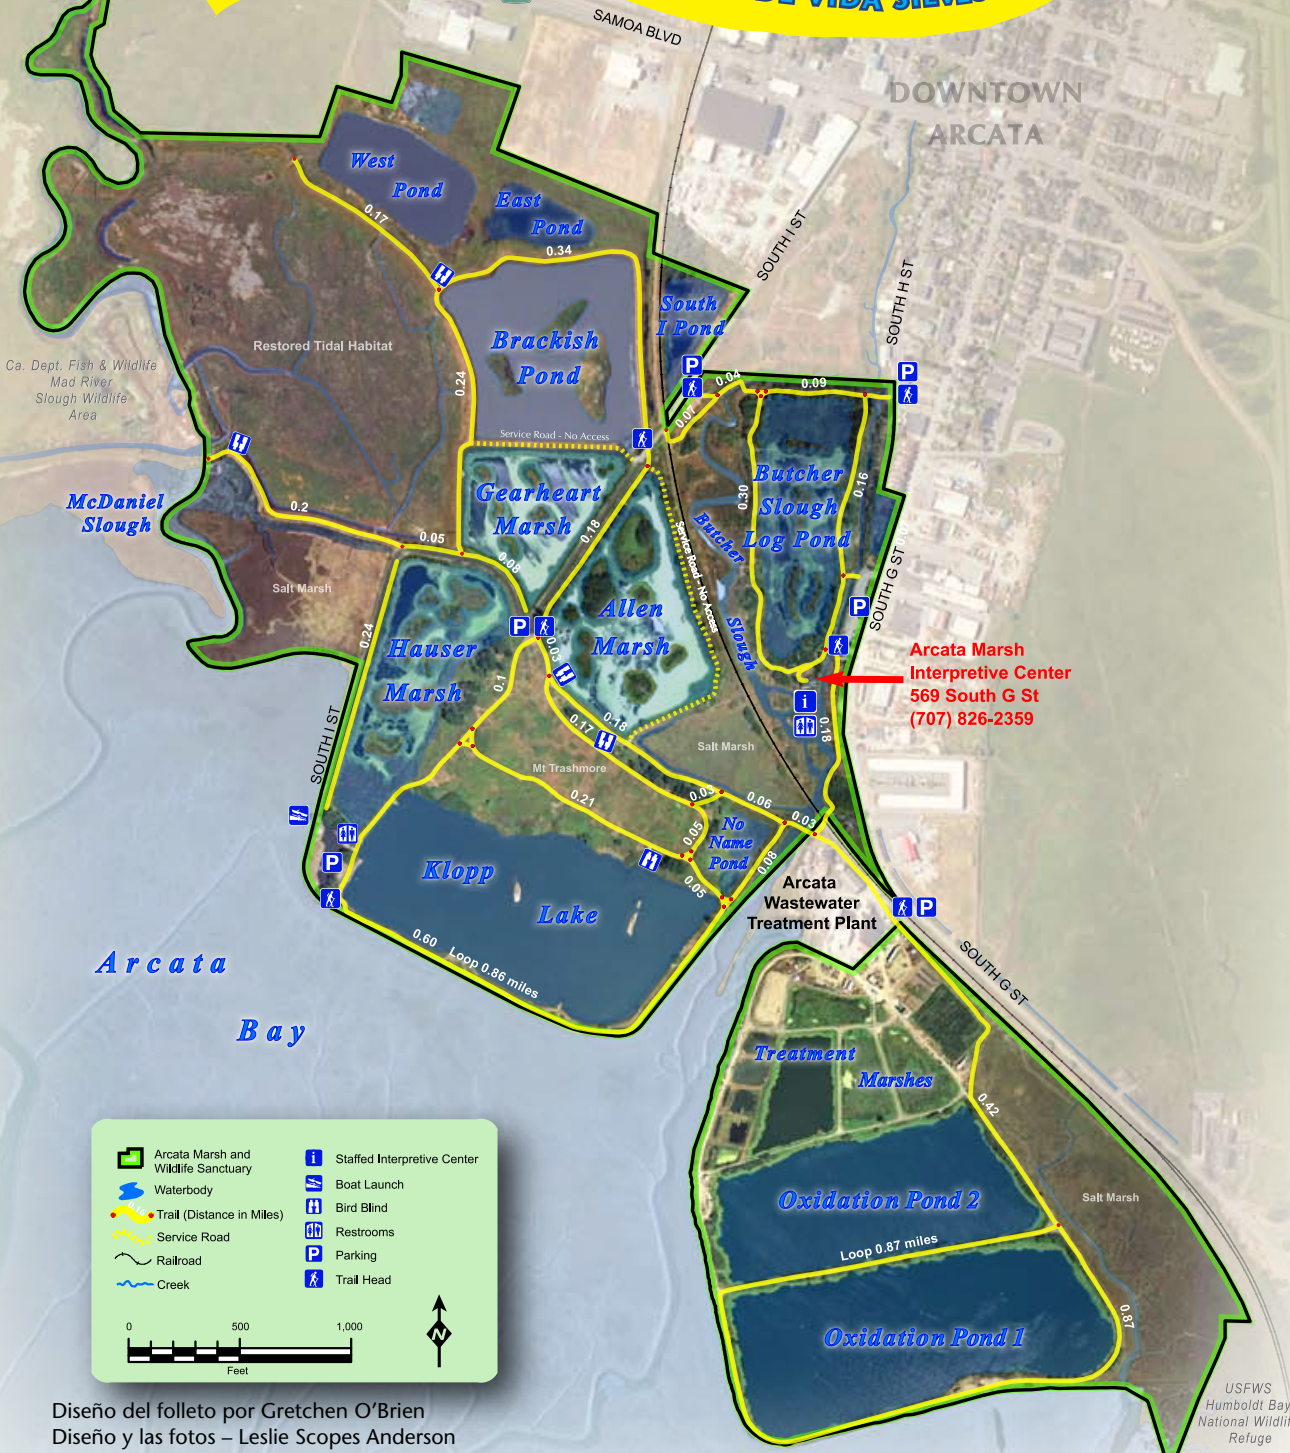 DE VIDA SILVES
SAMOA BLVD
DOWNTOWN
ARCATA
West
Pond
East
Pond
0.17
0.34
SOUTH I ST
SOUTH H ST
South
I Pond
Brackish
Pond
Restored Tidal Habitat
Ca. Dept. Fish & Wildlife
Mad River
Slough Wildlife
Area
0.24
P
P
0.04
0.09
0.07
Service Road - No Access
McDaniel
Slough
0.2
0.05
0.08
Gearheart
Marsh
0.18
Service Road - No Access
Butcher
Slough
0.30
Butcher
Slough
Log Pond
0.16
SOUTH G ST
Salt Marsh
0.24
Hauser
Marsh
P
0.03
Allen
Marsh
P
Arcata Marsh
Interpretive Center
569 South G St
(707) 826-2359
i
0.18
0.1
0.17
0.18
Salt Marsh
Mt Trashmore
0.21
SOUTH I ST
0.03
0.06
0.03
0.05
No
Name
Pond
0.08
0.05
P
Klopp
Lake
0.60 Loop 0.86 miles
Arcata
Wastewater
Treatment Plant
P
SOUTH G ST
Arcata
Bay
Treatment
Marshes
0.42
Oxidation Pond 2
Salt Marsh
Loop 0.87 miles
0.87
Oxidation Pond 1
USFWS
Humboldt Bay
National Wildlife
Refuge
Arcata Marsh and
Wildlife Sanctuary
Waterbody
0.16
Trail (Distance in Miles)
Service Road
Railroad
Creek
i Staffed Interpretive Center
Boat Launch
Bird Blind
Restrooms
P Parking
Trail Head
0 500 1,000
Feet
N
Diseño del folleto por Gretchen O'Brien
Diseño y las fotos – Leslie Scopes Anderson